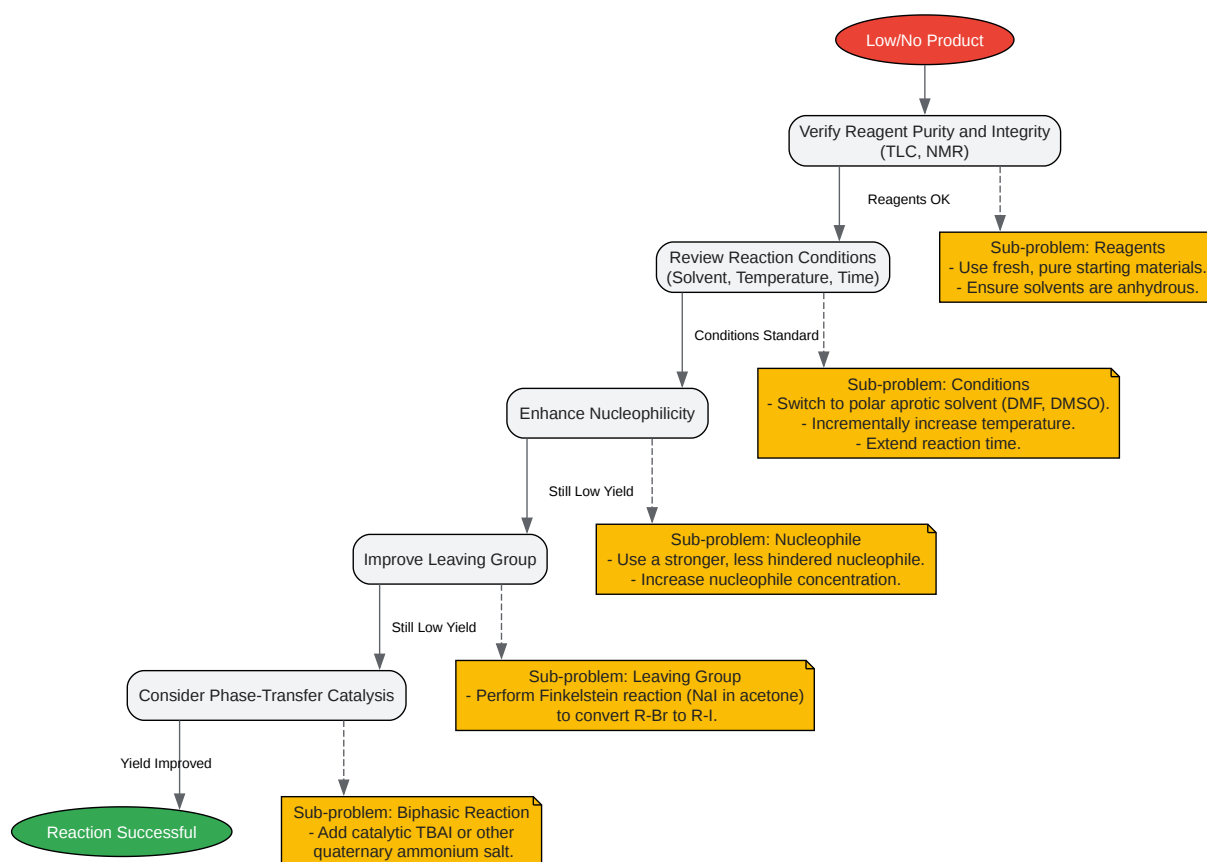 Low/No Product
Verify Reagent Purity and Integrity
(TLC, NMR)
Reagents OK
Sub-problem: Reagents
- Use fresh, pure starting materials.
- Ensure solvents are anhydrous.
Review Reaction Conditions
(Solvent, Temperature, Time)
Conditions Standard
Sub-problem: Conditions
- Switch to polar aprotic solvent (DMF, DMSO).
- Incrementally increase temperature.
- Extend reaction time.
Enhance Nucleophilicity
Still Low Yield
Sub-problem: Nucleophile
- Use a stronger, less hindered nucleophile.
- Increase nucleophile concentration.
Improve Leaving Group
Still Low Yield
Sub-problem: Leaving Group
- Perform Finkelstein reaction (NaI in acetone)
to convert R-Br to R-I.
Consider Phase-Transfer Catalysis
Yield Improved
Sub-problem: Biphasic Reaction
- Add catalytic TBAI or other
quaternary ammonium salt.
Reaction Successful